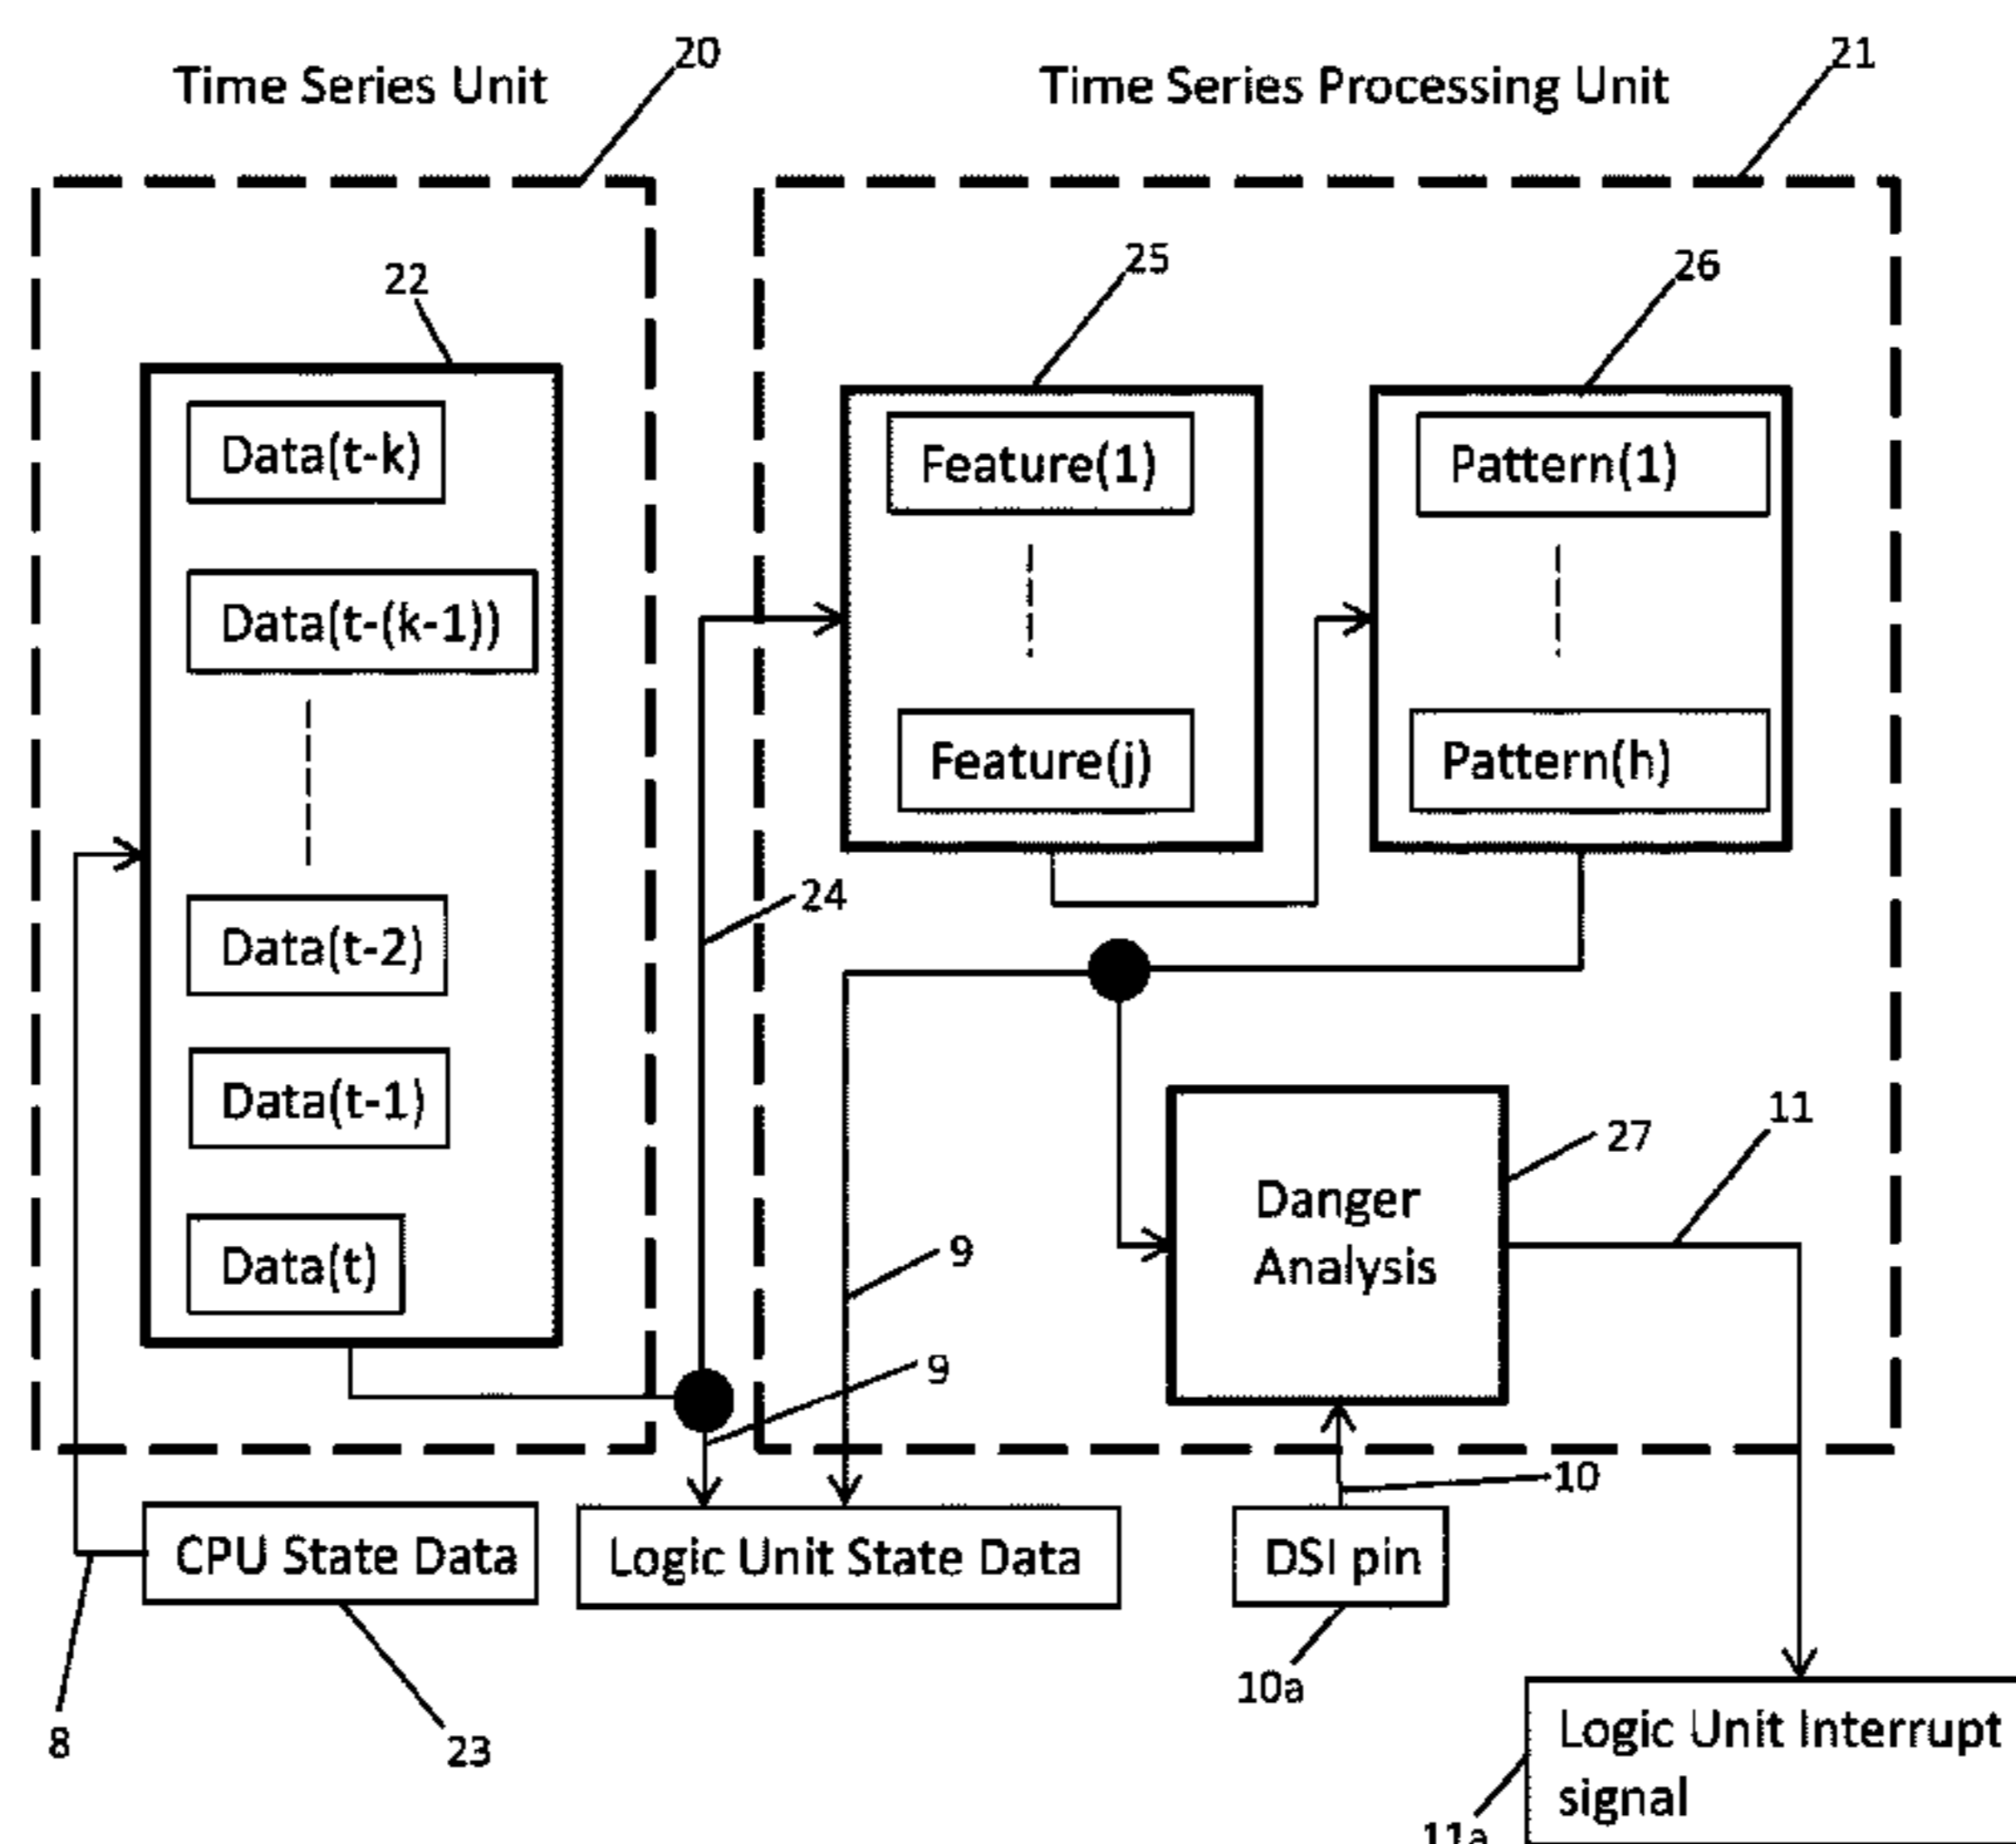 Time Series Unit
20
Time Series Processing Unit
21
22
25
26
Data(t-k)
Data(t-(k-1))
Data(t-2)
Data(t-1)
Data(t)
Feature(1)
Feature(j)
Pattern(1)
Pattern(h)
24
Danger
Analysis
27
11
9
9
10
CPU State Data
Logic Unit State Data
DSI pin
10a
8
23
Logic Unit Interrupt
signal
11a